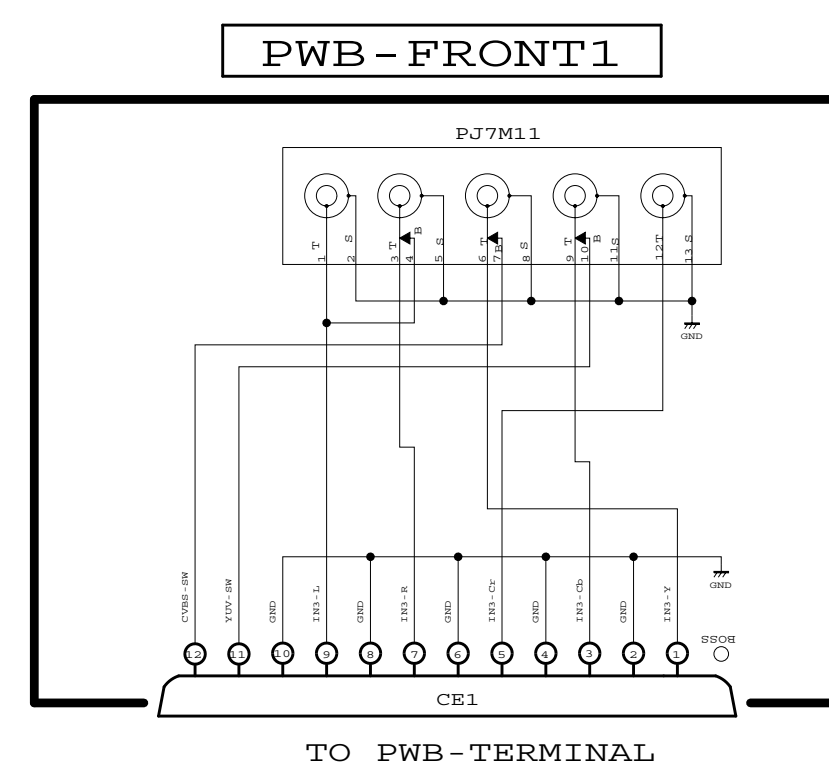 PWB-FRONT1
PJ7M11
T S T B S T B S T B S T S
1 2 3 4 5 6 7 8 9 10 11 12 13
GND
CVBS-SW YUV-SW GND IN3-L GND IN3-R GND IN3-Cr GND IN3-Cb GND IN3-Y GND
BOSS
12 11 10 9 8 7 6 5 4 3 2 1
CE1
TO PWB-TERMINAL